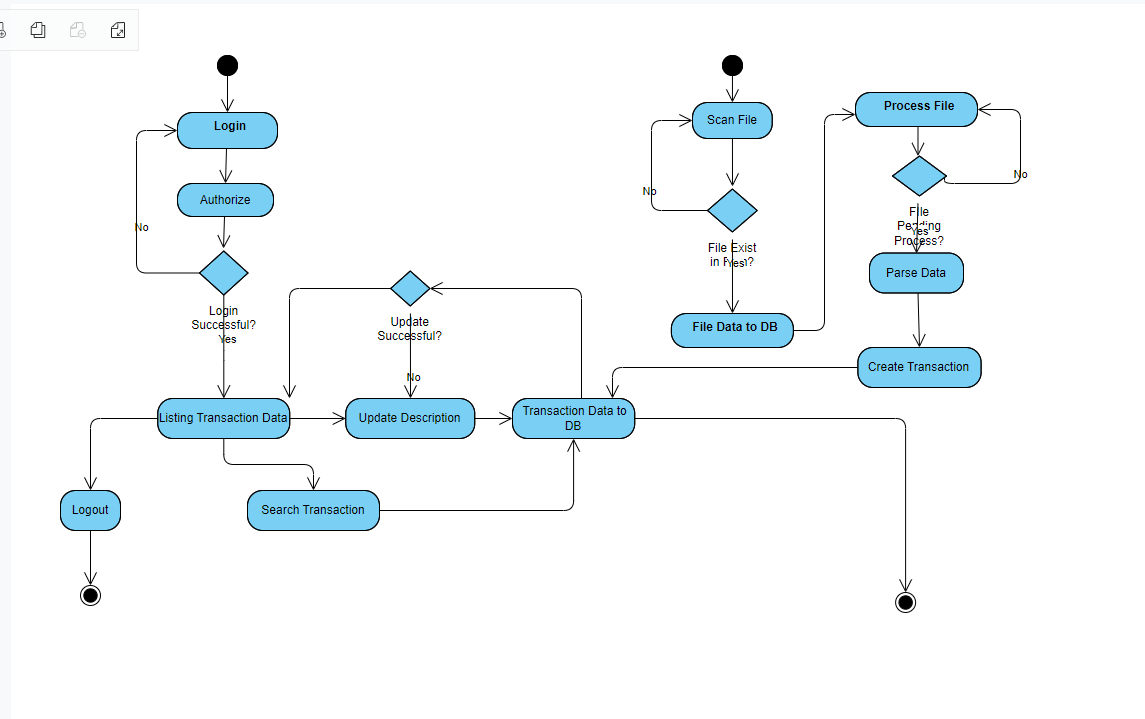 Login
Authorize
No
Login
Successful?
Yes
Update
Successful?
No
Listing Transaction Data
Update Description
Transaction Data to
DB
Logout
Search Transaction
Scan File
No
File Exist
in
Yes
File Data to DB
Process File
No
File
Pending
Process?
Yes
Parse Data
Create Transaction